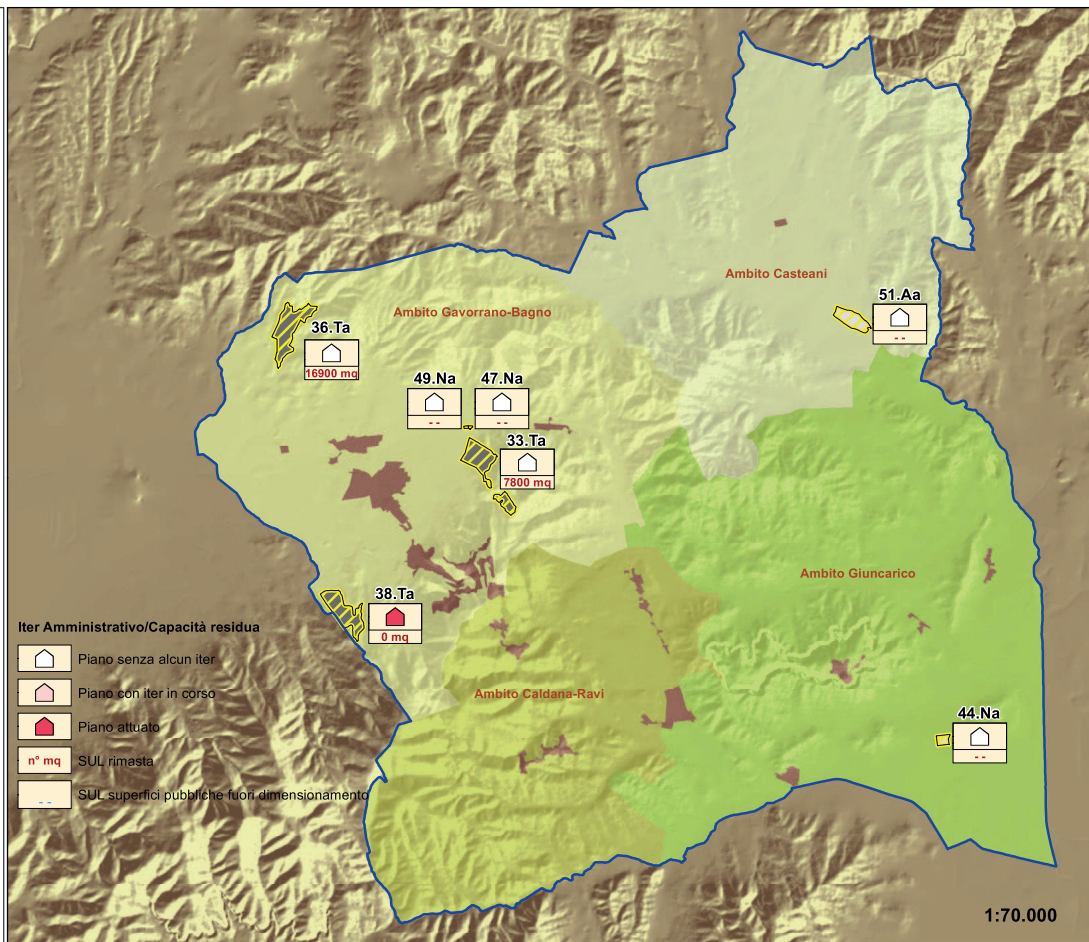 Ambito Casteani
51.Aa
- -
Ambito Gavorrano-Bagno
36.Ta
16900 mq
49.Na
- -
47.Na
- -
33.Ta
7800 mq
Ambito Giuncarico
38.Ta
0 mq
Iter Amministrativo/Capacità residua
Piano senza alcun iter
Piano con iter in corso
Piano attuato
n° mq SUL rimasta
- - SUL superfici pubbliche fuori dimensionamento
Ambito Caldana-Ravi
44.Na
- -
1:70.000